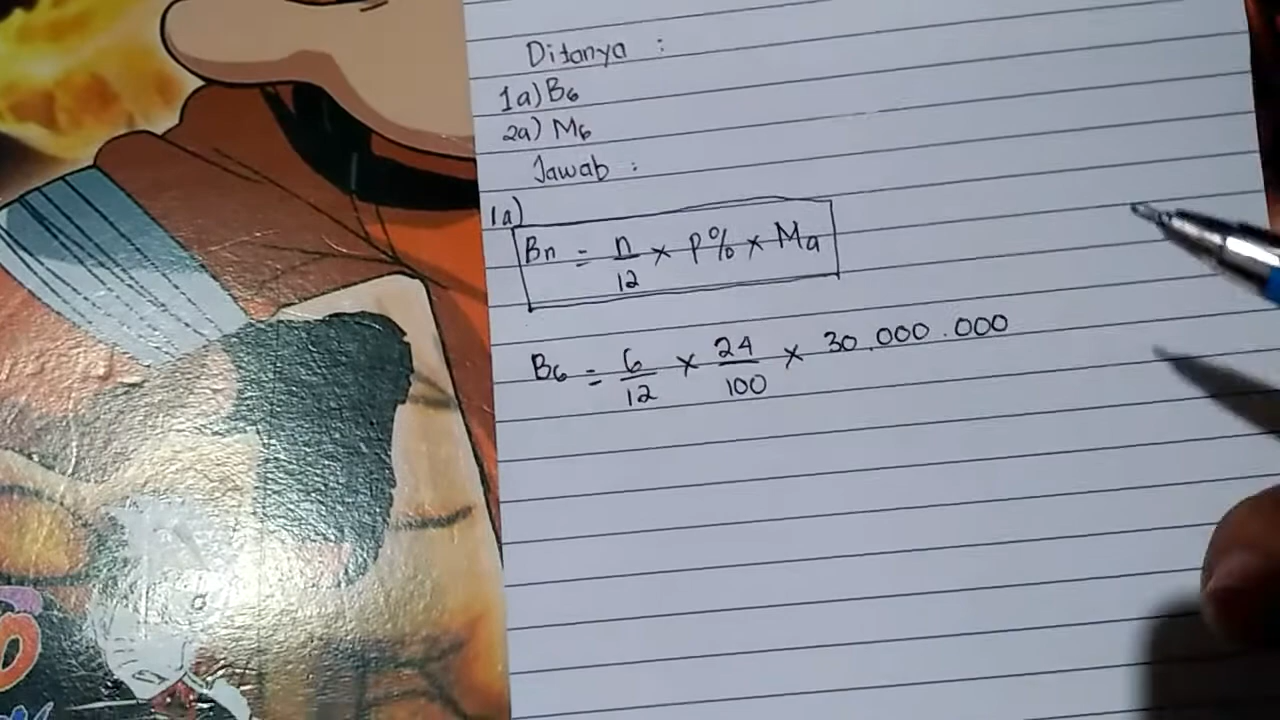 Ditanya :
1a) B6
2a) M6
Jawab :
1a)
Bn = n/12 × P% × Ma
B6 = 6/12 × 24/100 × 30.000.000